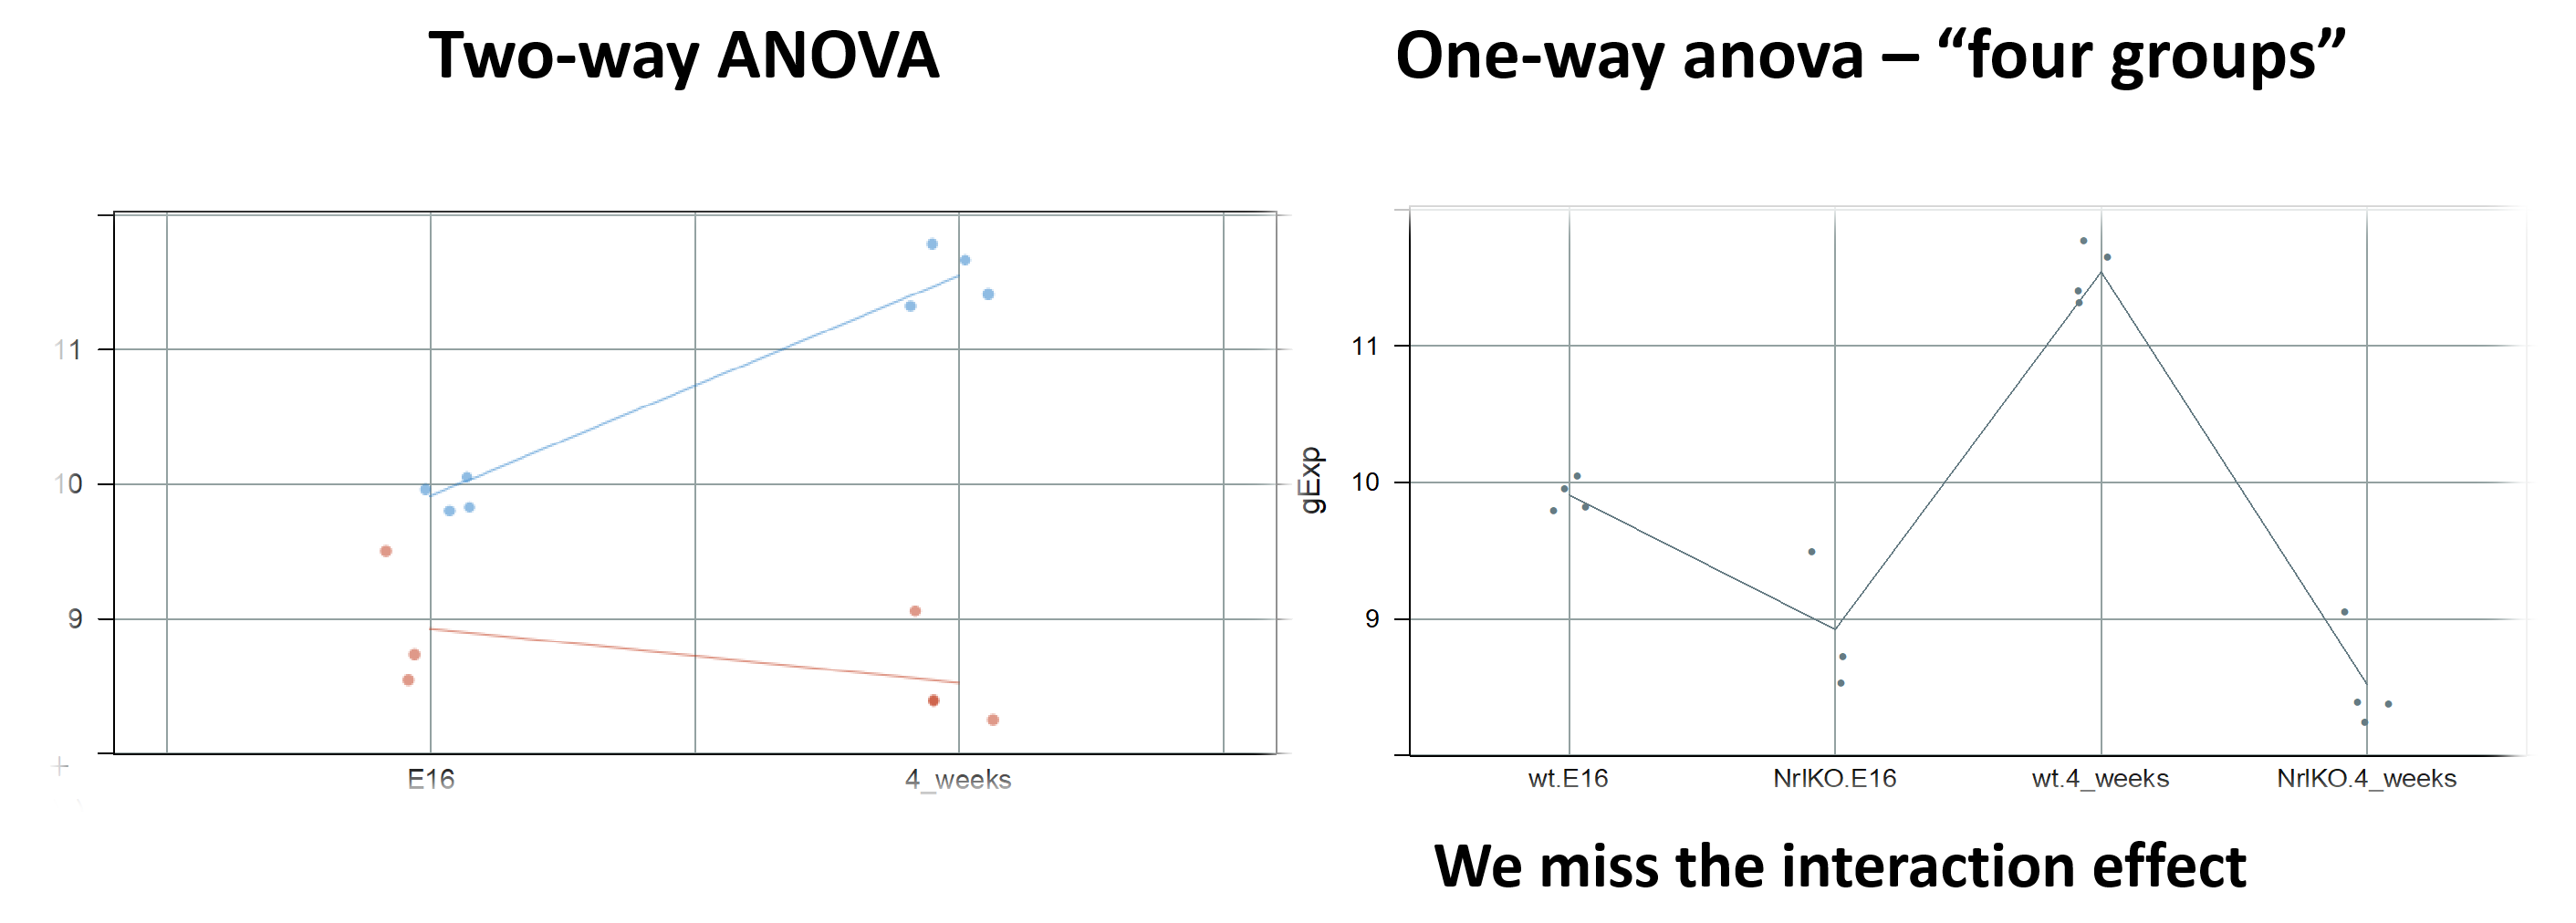 Two-way ANOVA
One-way anova – “four groups”
11
10
9
E16
4_weeks
gExp
11
10
9
wt.E16
NrlKO.E16
wt.4_weeks
NrlKO.4_weeks
We miss the interaction effect